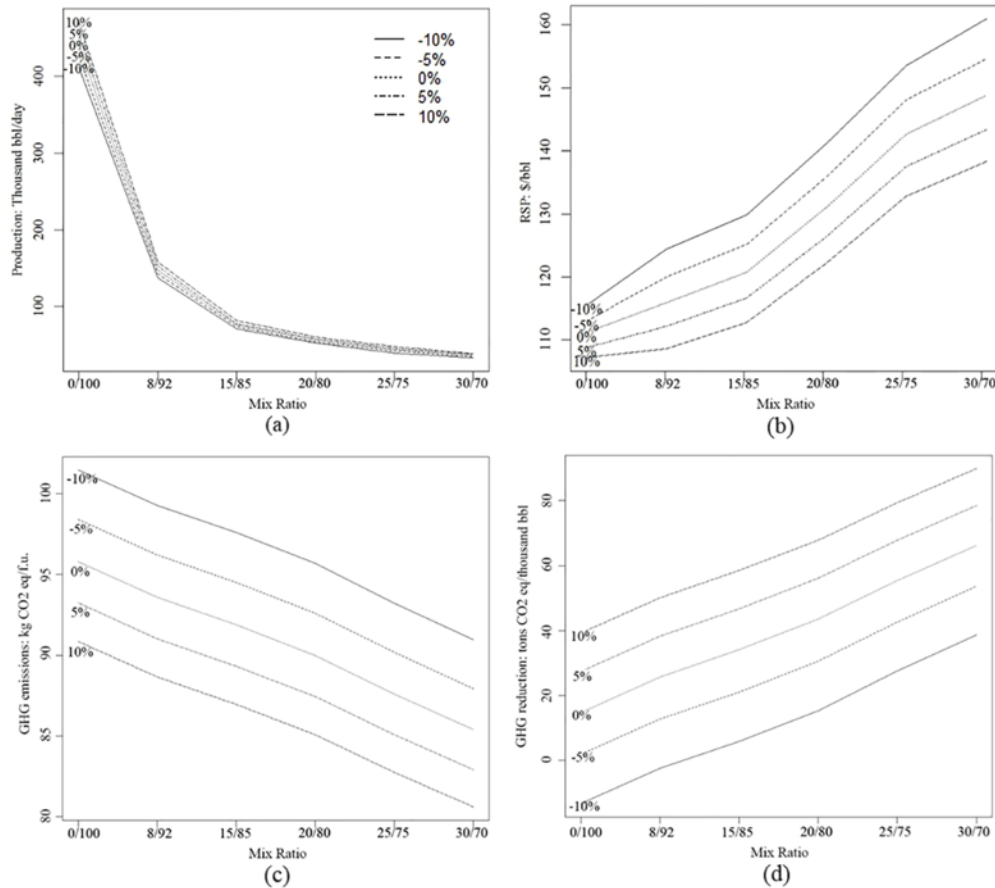 10%
5%
0%
-5%
-10%
-10%
-5%
0%
5%
10%
400
300
200
100
Production: Thousand bbl/day
0/100 8/92 15/85 20/80 25/75 30/70
Mix Ratio
(a)
160
150
140
130
120
110
RSP: $/bbl
-10%
-5%
0%
5%
10%
0/100 8/92 15/85 20/80 25/75 30/70
Mix Ratio
(b)
100
95
90
85
80
GHG emissions: kg CO2 eq/f.u.
-10%
-5%
0%
5%
10%
0/100 8/92 15/85 20/80 25/75 30/70
Mix Ratio
(c)
80
60
40
20
0
GHG reduction: tons CO2 eq/thousand bbl
10%
5%
0%
-5%
-10%
0/100 8/92 15/85 20/80 25/75 30/70
Mix Ratio
(d)